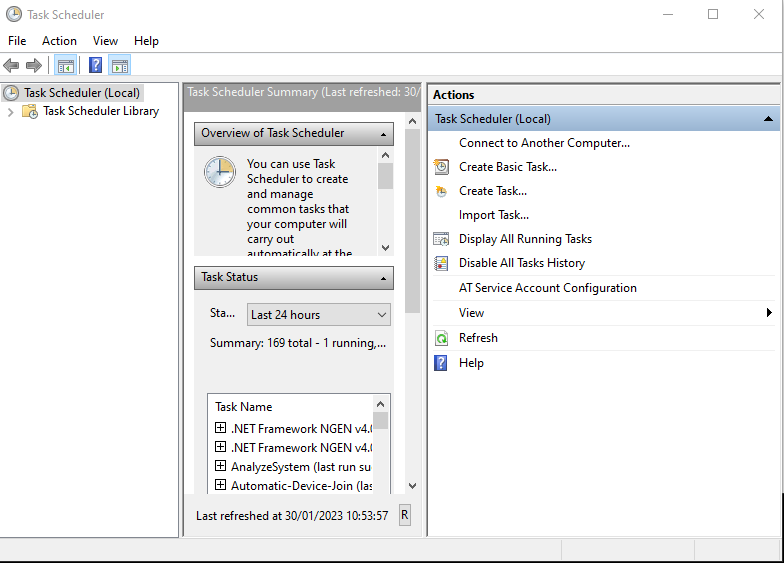 Task Scheduler
File Action View Help
Task Scheduler (Local)
Task Scheduler Library
Task Scheduler Summary (Last refreshed: 30/
Overview of Task Scheduler
You can use Task
Scheduler to create
and manage
common tasks that
your computer will
carry out
automatically at the
Task Status
Sta...
Last 24 hours
Summary: 169 total - 1 running,...
Task Name
.NET Framework NGEN v4.0
.NET Framework NGEN v4.0
AnalyzeSystem (last run su
Automatic-Device-Join (las
Last refreshed at 30/01/2023 10:53:57
R
Actions
Task Scheduler (Local)
Connect to Another Computer...
Create Basic Task...
Create Task...
Import Task...
Display All Running Tasks
Disable All Tasks History
AT Service Account Configuration
View
Refresh
Help